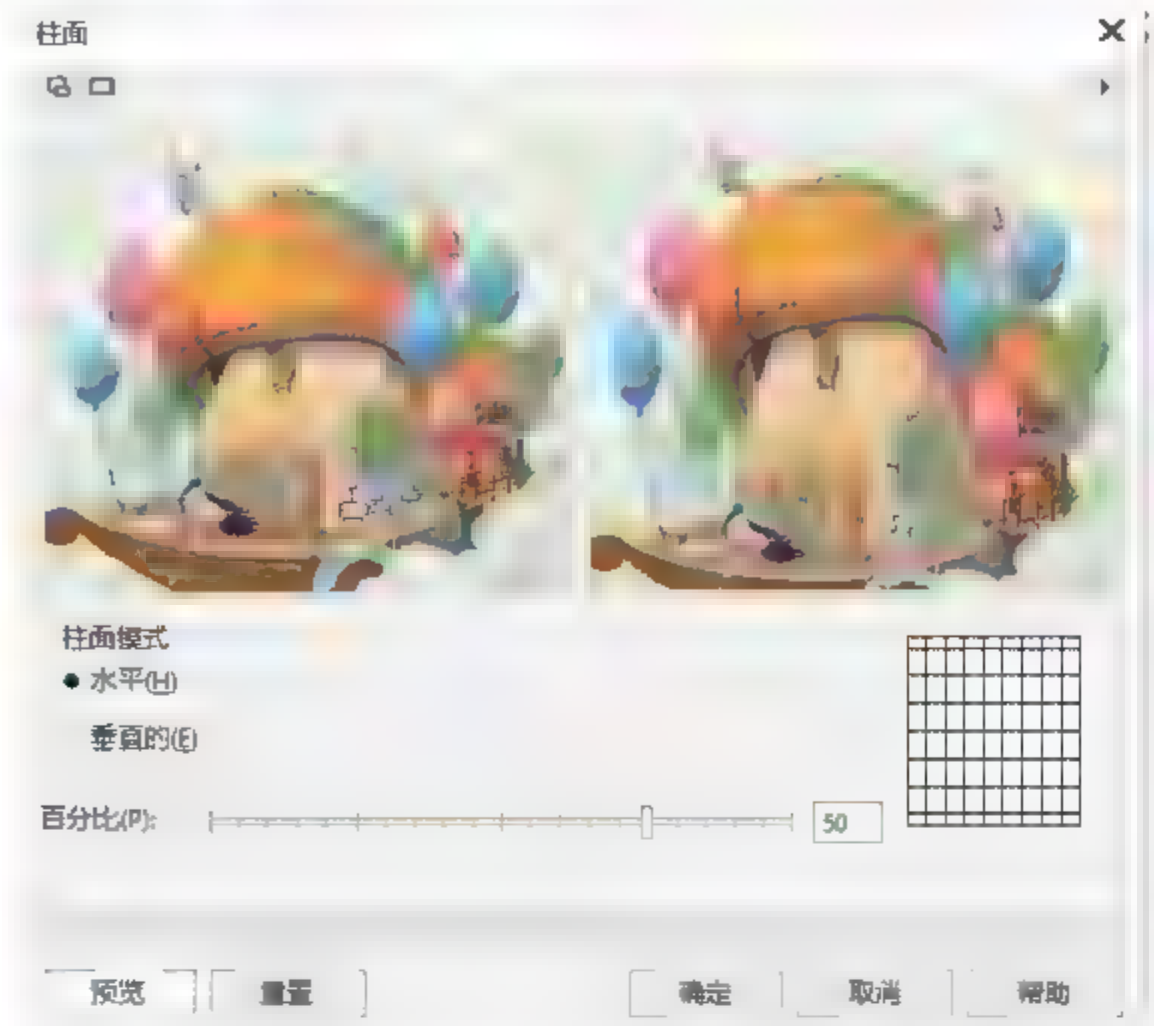 柱面
柱面模式
水平(H)
垂直的(E)
百分比(P):
50
预览
重置
确定
取消
帮助